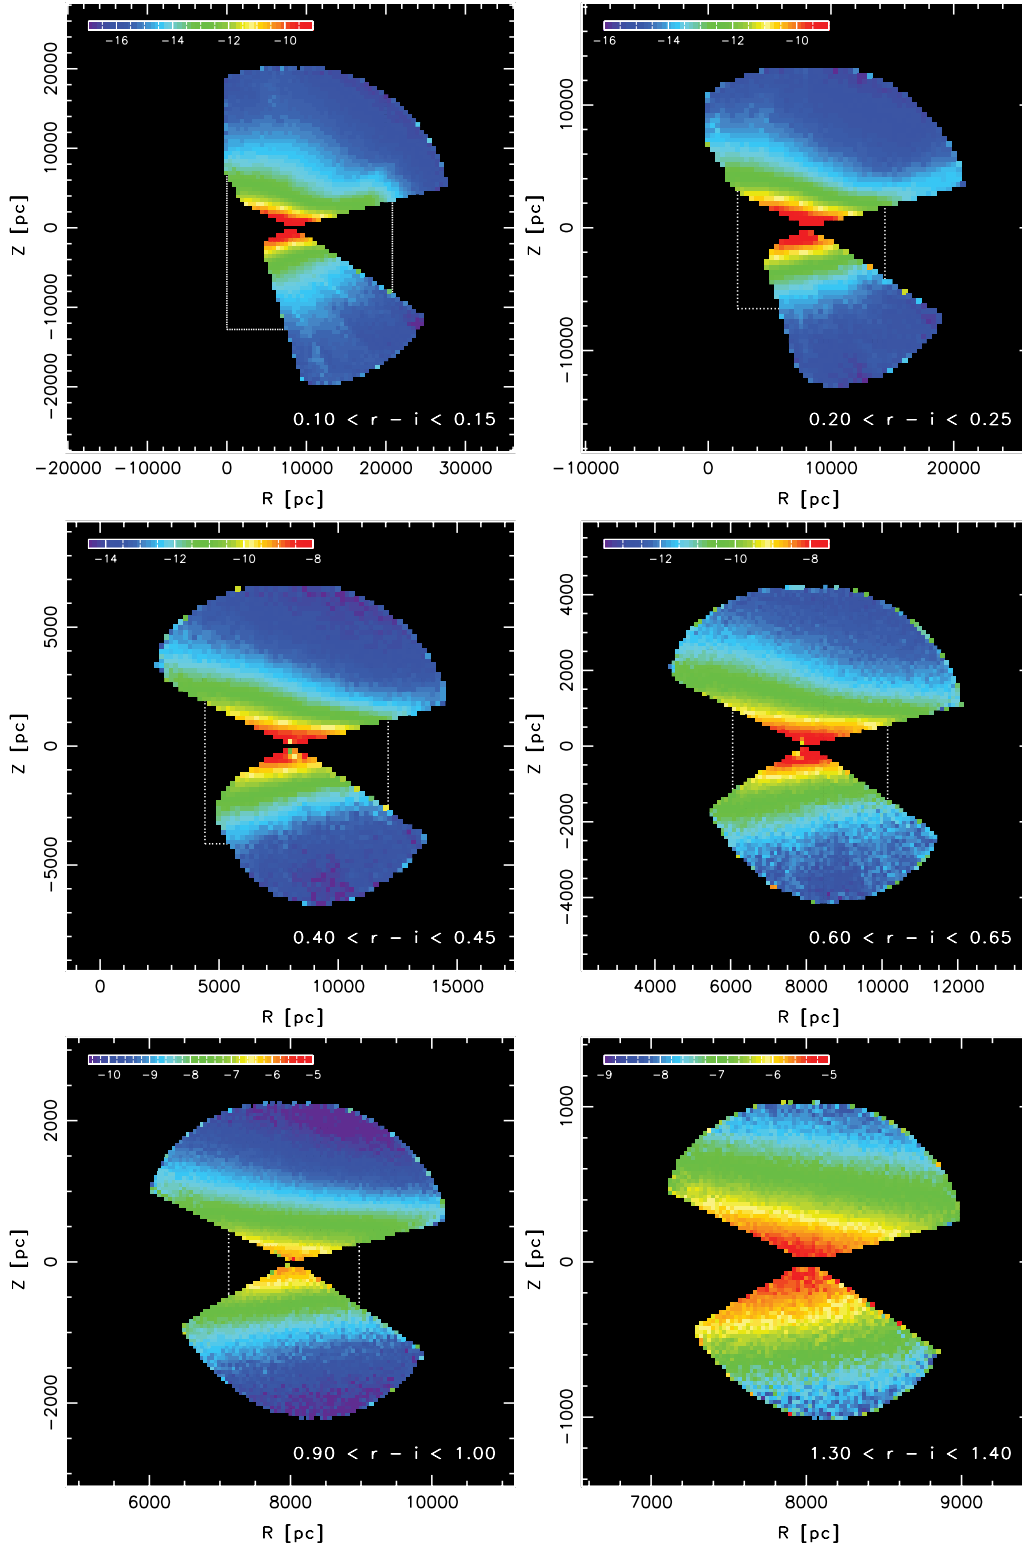 −16 −14 −12 −10
20000
10000
0
−10000
−20000
Z [pc]
0.10 < r − i < 0.15
−20000 −10000 0 10000 20000 30000
R [pc]
−16 −14 −12 −10
10000
0
−10000
Z [pc]
0.20 < r − i < 0.25
−10000 0 10000 20000
R [pc]
−14 −12 −10 −8
5000
0
−5000
Z [pc]
0.40 < r − i < 0.45
0 5000 10000 15000
R [pc]
−12 −10 −8
4000
2000
0
−2000
−4000
Z [pc]
0.60 < r − i < 0.65
4000 6000 8000 10000 12000
R [pc]
−10 −9 −8 −7 −6 −5
2000
0
−2000
Z [pc]
0.90 < r − i < 1.00
6000 8000 10000
R [pc]
−9 −8 −7 −6 −5
1000
0
−1000
Z [pc]
1.30 < r − i < 1.40
7000 8000 9000
R [pc]